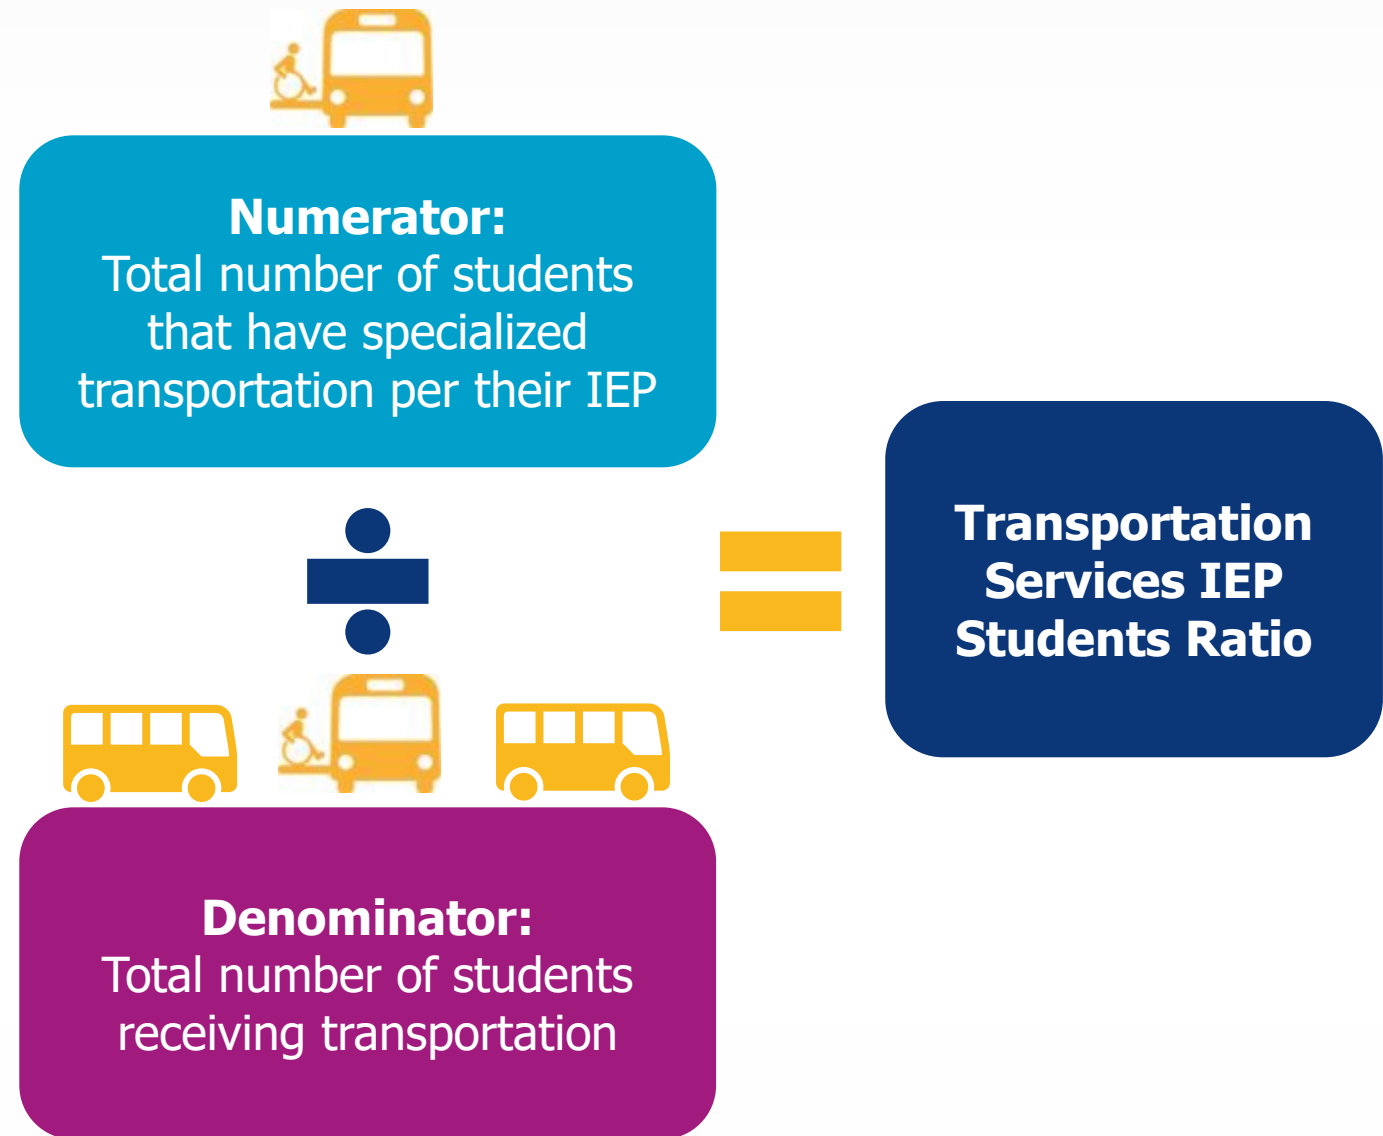 Numerator:
Total number of students
that have specialized
transportation per their IEP
Transportation
Services IEP
Students Ratio
Denominator:
Total number of students
receiving transportation